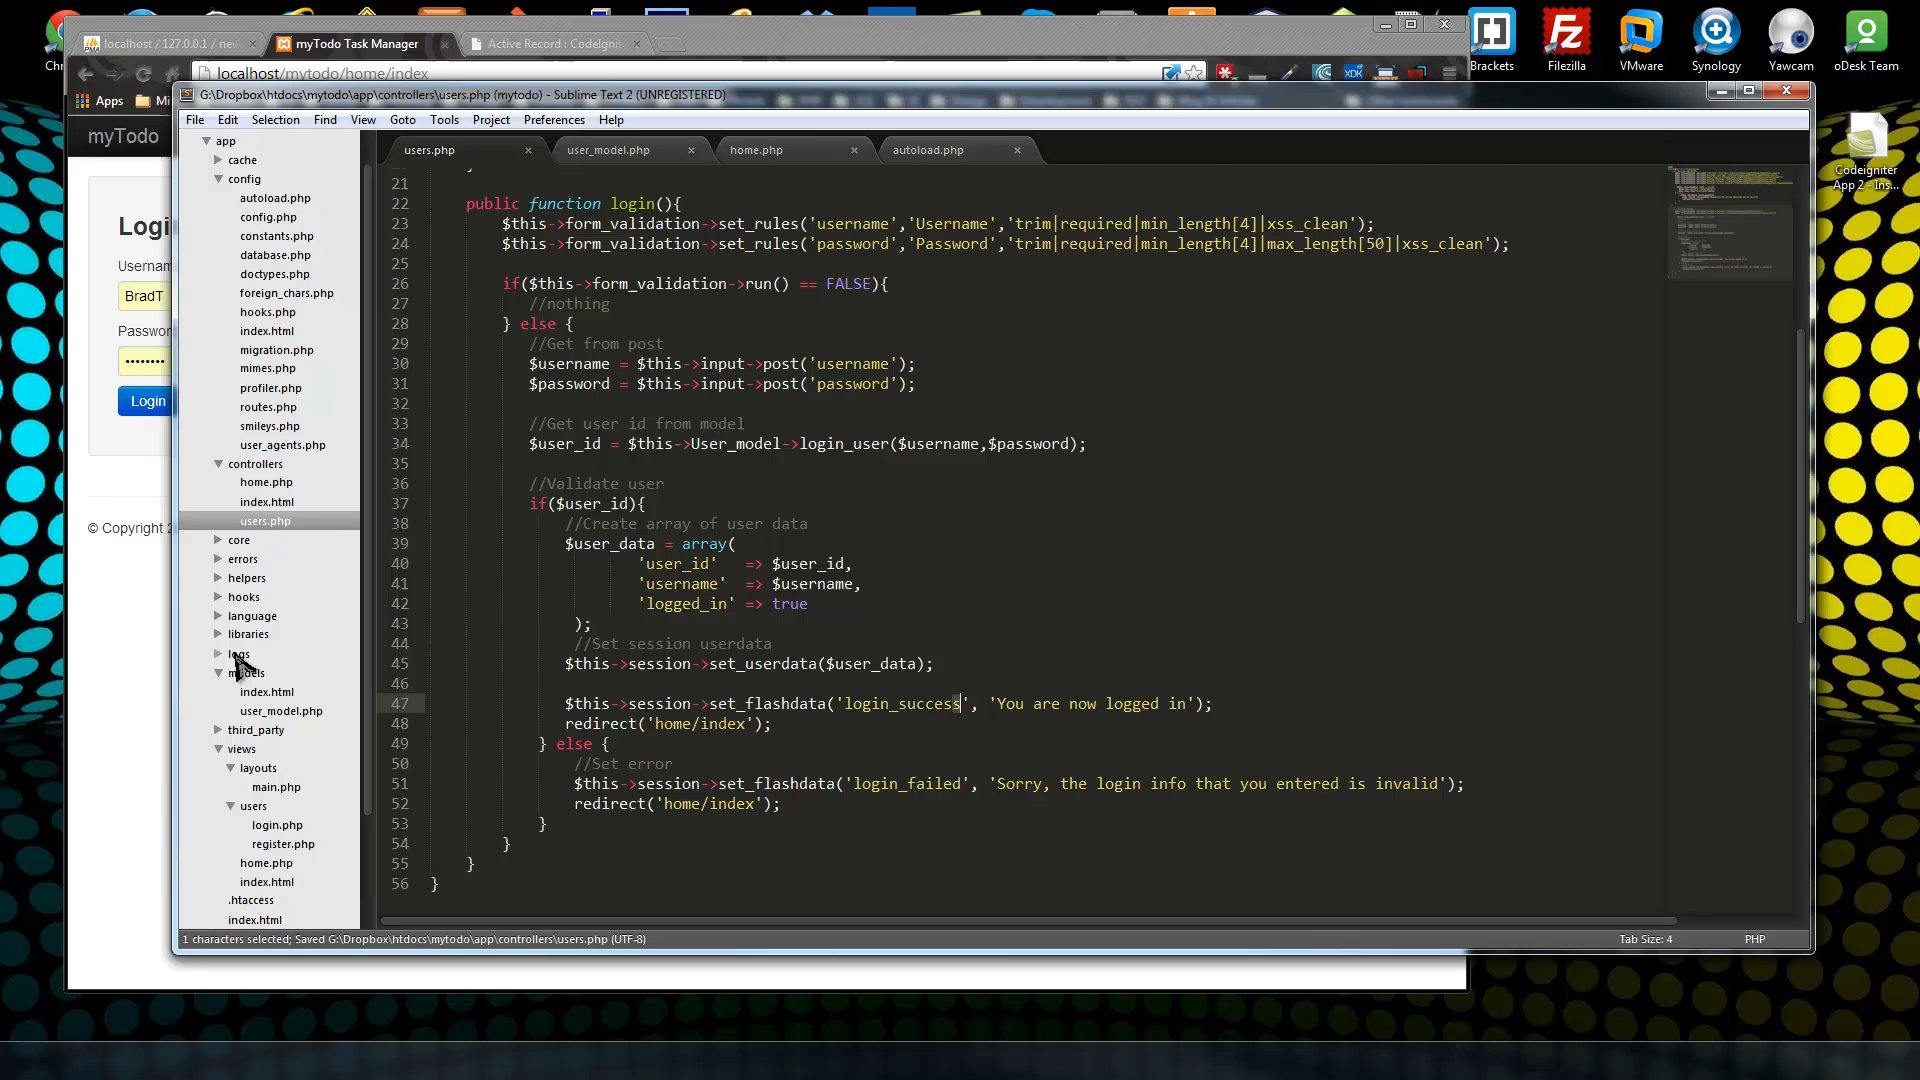 localhost / 127.0.0.1 / new
myTodo Task Manager
Active Record : CodeIgnit
localhost/mytodo/home/index
Apps
myTodo
Username
BradT
Login
© Copyright 2
Brackets
Filezilla
VMware
Synology
Yawcam
oDesk Team
Codeigniter
App 2 - Ins...
G:\Dropbox\htdocs\mytodo\app\controllers\users.php (mytodo) - Sublime Text 2 (UNREGISTERED)
File Edit Selection Find View Goto Tools Project Preferences Help
app
cache
config
autoload.php
config.php
constants.php
database.php
doctypes.php
foreign_chars.php
hooks.php
index.html
migration.php
mimes.php
profiler.php
routes.php
smileys.php
user_agents.php
controllers
home.php
index.html
users.php
core
errors
helpers
hooks
language
libraries
logs
models
index.html
user_model.php
third_party
views
layouts
main.php
users
login.php
register.php
home.php
index.html
.htaccess
index.html
users.php user_model.php home.php autoload.php
21
22 public function login(){
23 $this->form_validation->set_rules('username','Username','trim|required|min_length[4]|xss_clean');
24 $this->form_validation->set_rules('password','Password','trim|required|min_length[4]|max_length[50]|xss_clean');
25
26 if($this->form_validation->run() == FALSE){
27 //nothing
28 } else {
29 //Get from post
30 $username = $this->input->post('username');
31 $password = $this->input->post('password');
32
33 //Get user id from model
34 $user_id = $this->User_model->login_user($username,$password);
35
36 //Validate user
37 if($user_id){
38 //Create array of user data
39 $user_data = array(
40 'user_id' => $user_id,
41 'username' => $username,
42 'logged_in' => true
43 );
44 //Set session userdata
45 $this->session->set_userdata($user_data);
46
47 $this->session->set_flashdata('login_success', 'You are now logged in');
48 redirect('home/index');
49 } else {
50 //Set error
51 $this->session->set_flashdata('login_failed', 'Sorry, the login info that you entered is invalid');
52 redirect('home/index');
53 }
54 }
55 }
56 }
1 characters selected; Saved G:\Dropbox\htdocs\mytodo\app\controllers\users.php (UTF-8)
Tab Size: 4 PHP